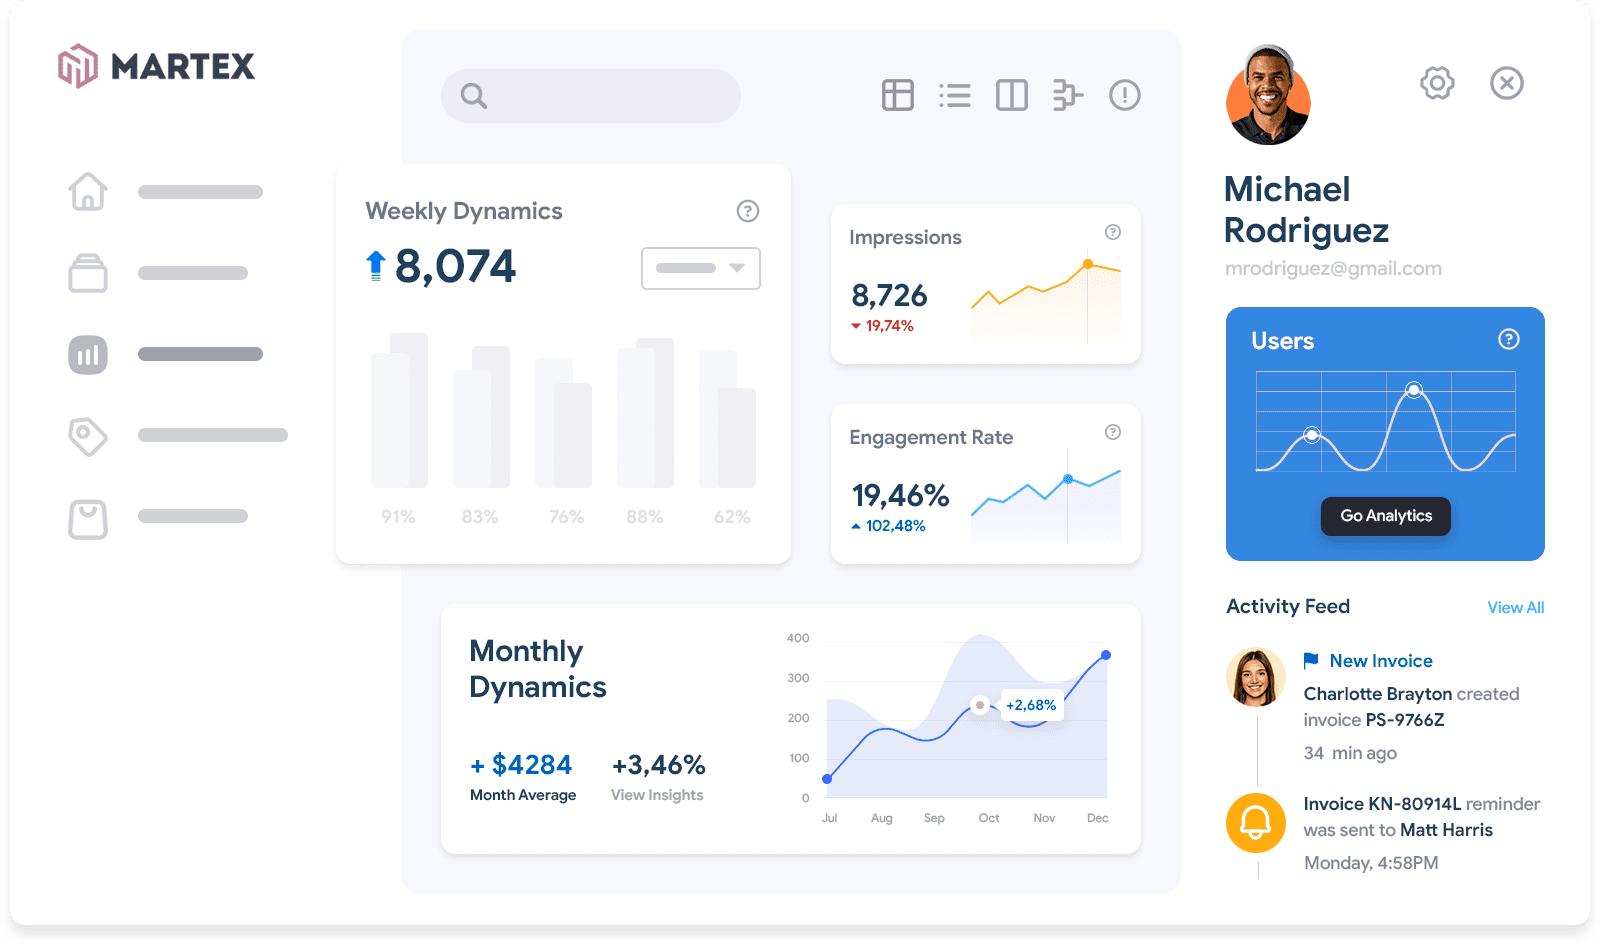 MARTEX
Weekly Dynamics
8,074
91%
83%
76%
88%
62%
Impressions
8,726
19,74%
Engagement Rate
19,46%
102,48%
Monthly
Dynamics
+ $4284
Month Average
+3,46%
View Insights
400
300
200
100
0
+2,68%
Jul
Aug
Sep
Oct
Nov
Dec
Michael
Rodriguez
mrodriguez@gmail.com
Users
Go Analytics
Activity Feed
View All
New Invoice
Charlotte Brayton created
invoice PS-9766Z
34 min ago
Invoice KN-80914L reminder
was sent to Matt Harris
Monday, 4:58PM